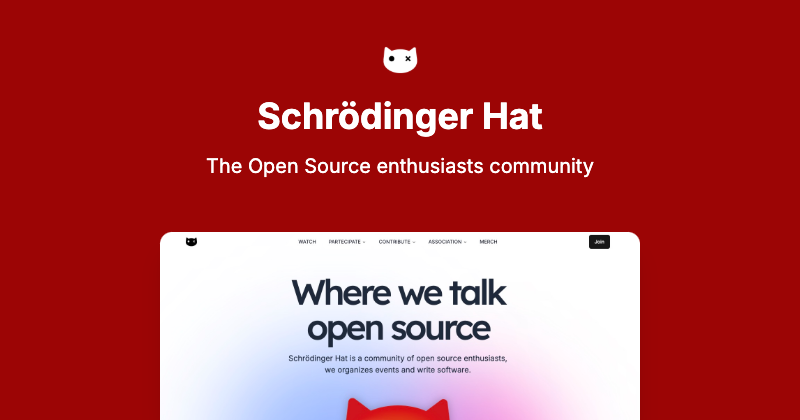 Schrödinger Hat
The Open Source enthusiasts community
WATCH PARTECIPATE CONTRIBUTE ASSOCIATION MERCH Join
Where we talk
open source
Schrödinger Hat is a community of open source enthusiasts,
we organizes events and write software.